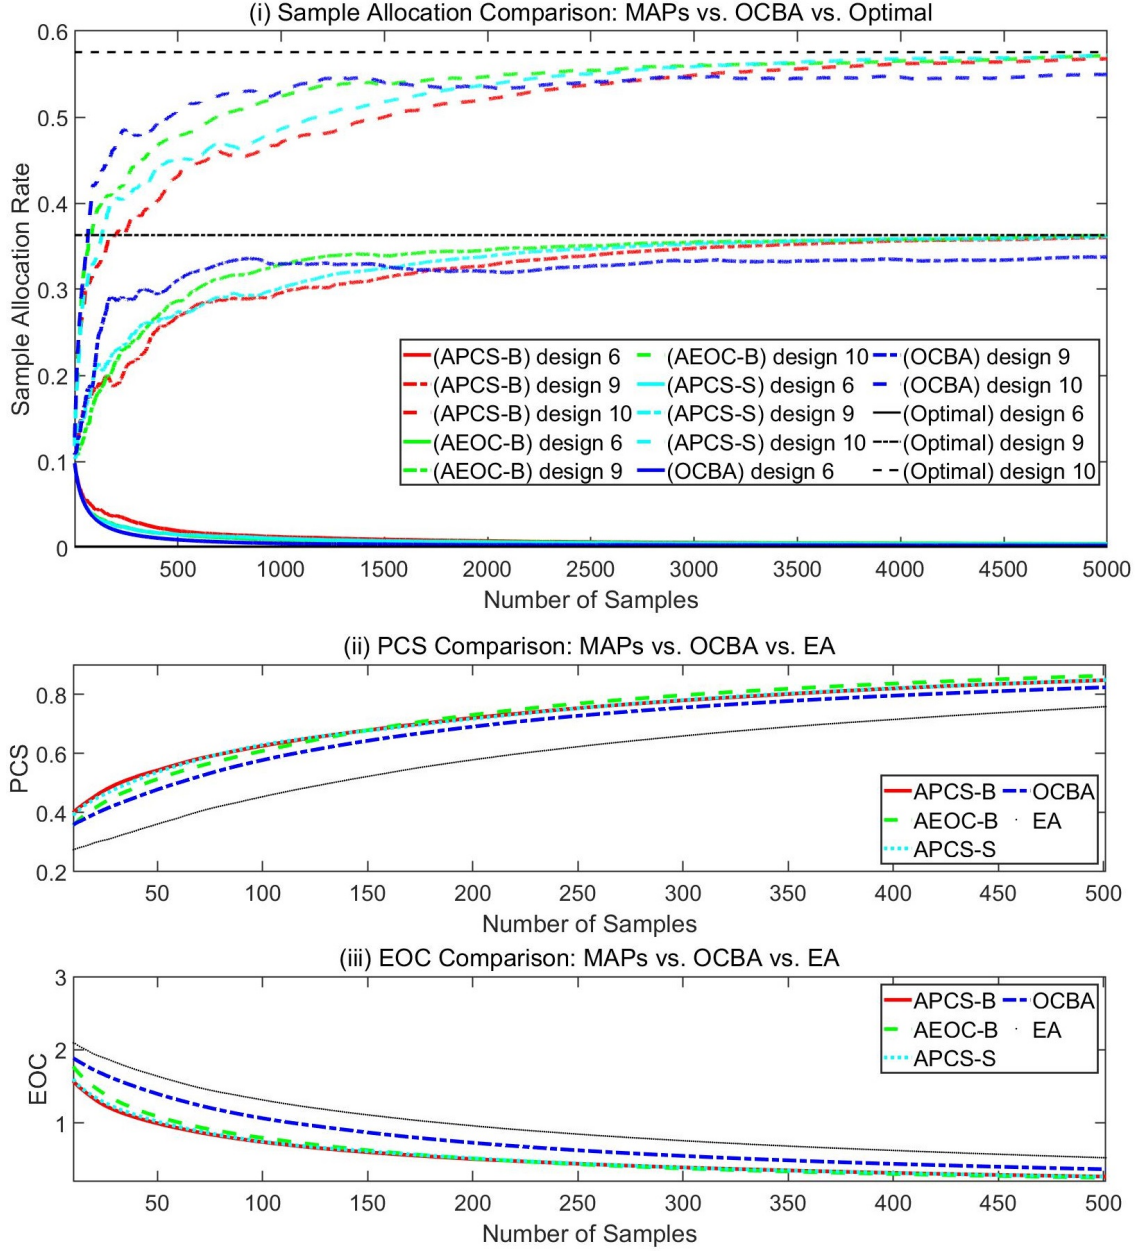 (i) Sample Allocation Comparison: MAPs vs. OCBA vs. Optimal
0.6
0.5
0.4
0.3
0.2
0.1
0
Sample Allocation Rate
(APCS-B) design 6 (AEOC-B) design 10 (OCBA) design 9
(APCS-B) design 9 (APCS-S) design 6 (OCBA) design 10
(APCS-B) design 10 (APCS-S) design 9 (Optimal) design 6
(AEOC-B) design 6 (APCS-S) design 10 (Optimal) design 9
(AEOC-B) design 9 (OCBA) design 6 (Optimal) design 10
500 1000 1500 2000 2500 3000 3500 4000 4500 5000
Number of Samples
(ii) PCS Comparison: MAPs vs. OCBA vs. EA
0.8
0.6
0.4
0.2
PCS
APCS-B OCBA
AEOC-B EA
APCS-S
50 100 150 200 250 300 350 400 450 500
Number of Samples
(iii) EOC Comparison: MAPs vs. OCBA vs. EA
3
2
1
EOC
APCS-B OCBA
AEOC-B EA
APCS-S
50 100 150 200 250 300 350 400 450 500
Number of Samples